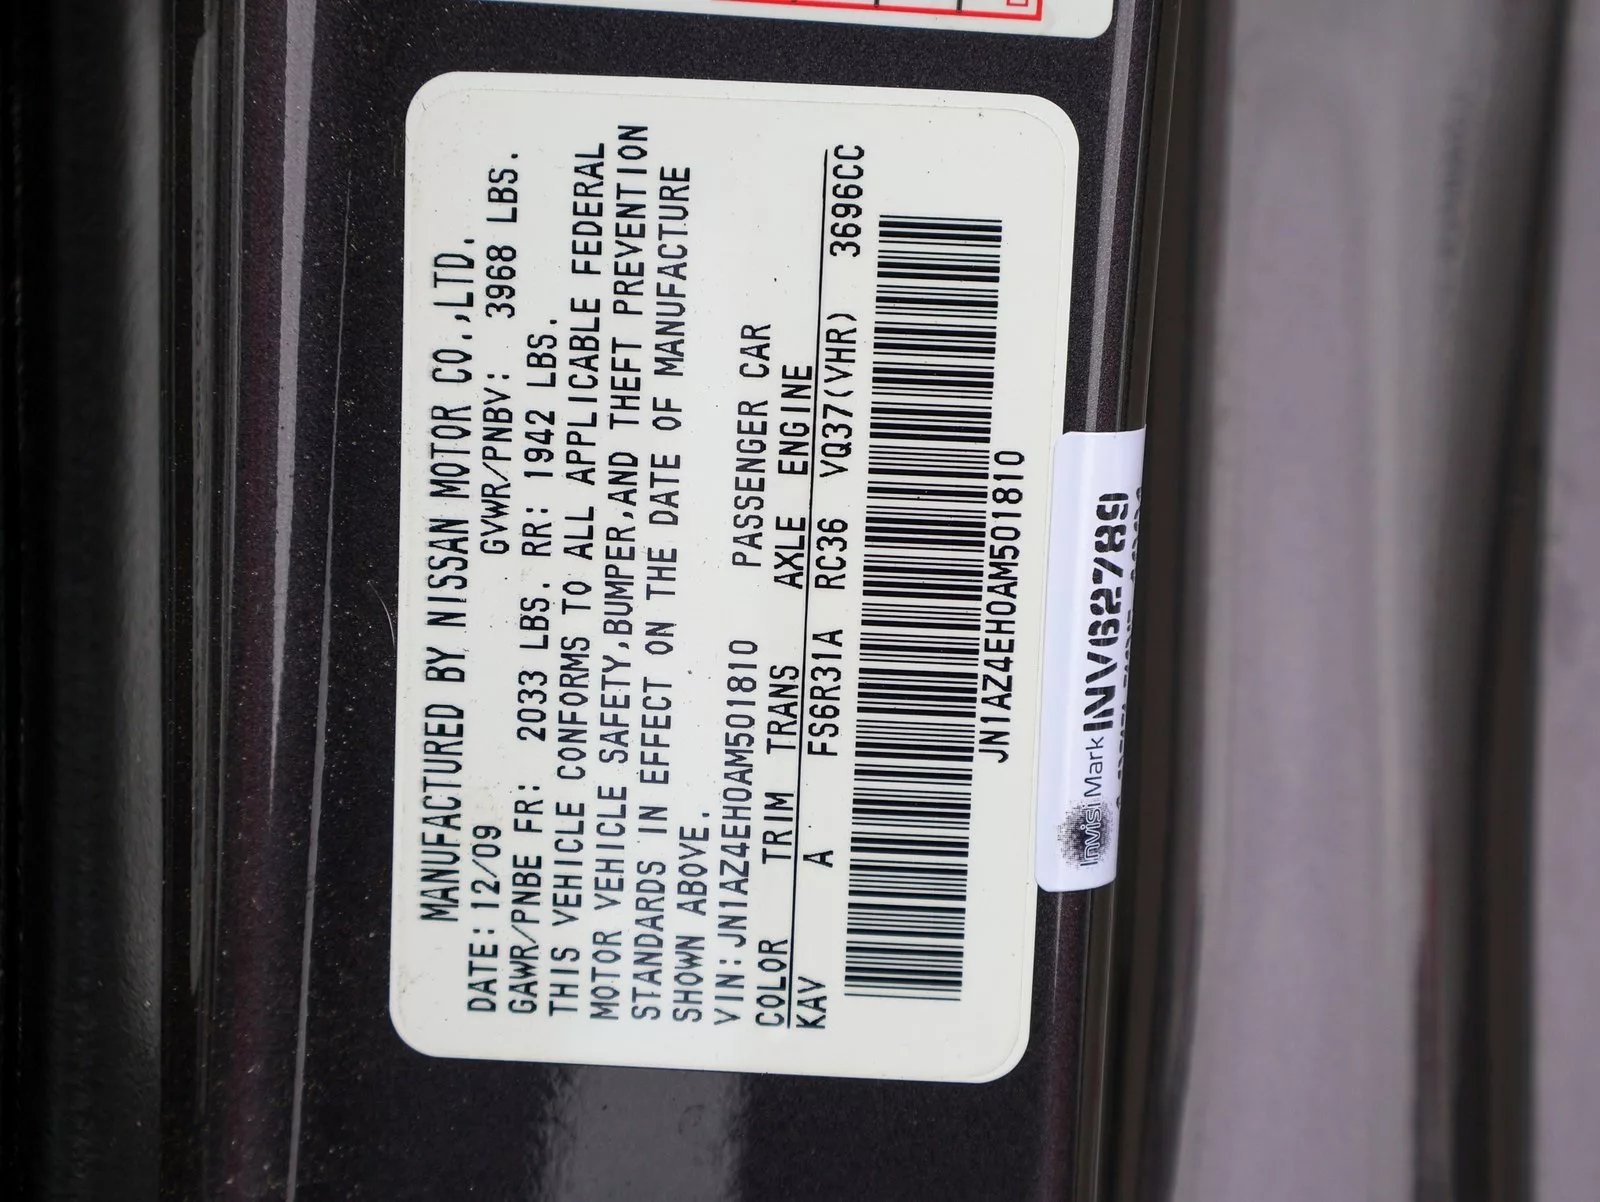 MANUFACTURED BY NISSAN MOTOR CO.,LTD.
DATE:12/09 GVWR/PNBV: 3968 LBS.
GAWR/PNBE FR: 2033 LBS. RR: 1942 LBS.
THIS VEHICLE CONFORMS TO ALL APPLICABLE FEDERAL
MOTOR VEHICLE SAFETY,BUMPER,AND THEFT PREVENTION
STANDARDS IN EFFECT ON THE DATE OF MANUFACTURE
SHOWN ABOVE.
VIN:JN1AZ4EH0AM501810 PASSENGER CAR
COLOR TRIM TRANS AXLE ENGINE
KAV A FS6R31A RC36 VQ37(VHR) 3696CC
JN1AZ4EH0AM501810
InvisiMark INVB2789